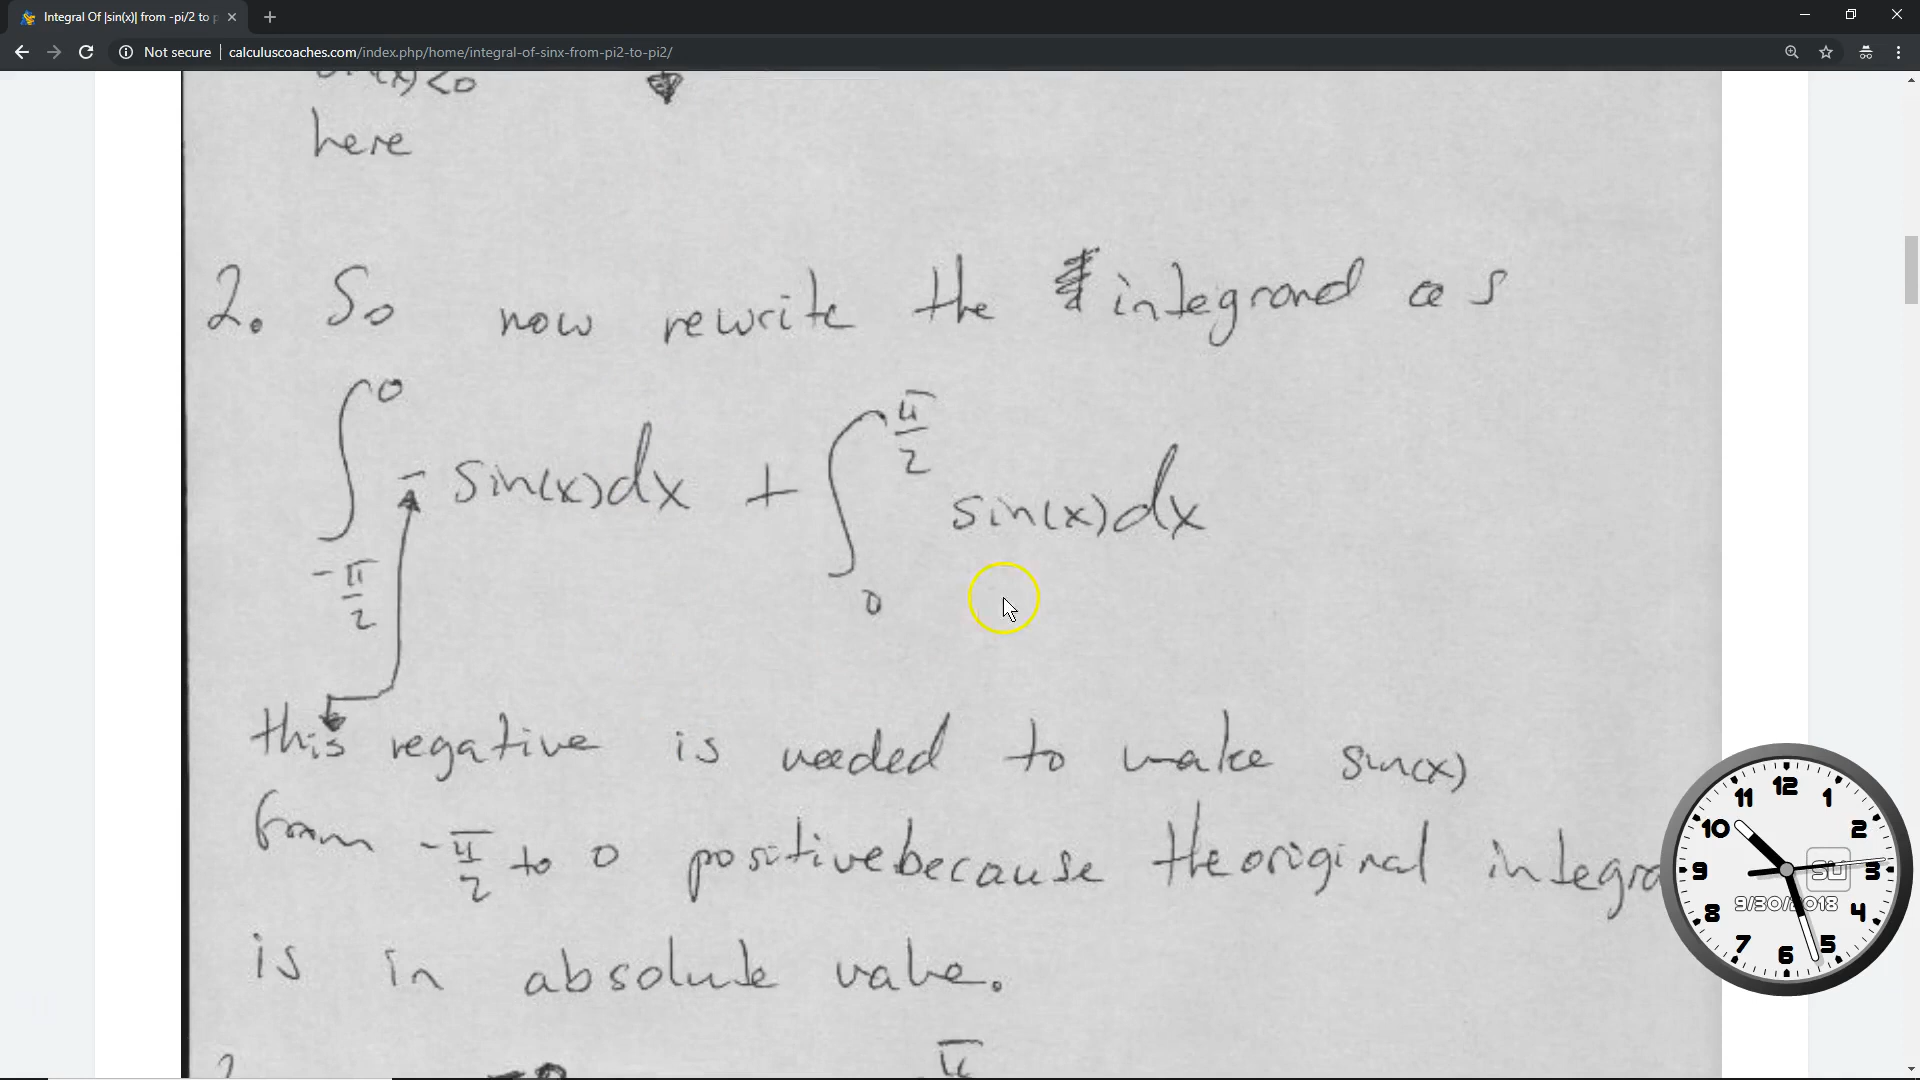 Integral Of |sin(x)| from -pi/2 to p
Not secure
calculuscoaches.com/index.php/home/integral-of-sinx-from-pi2-to-pi2/
(x)<0
here
2. So now rewrite the integrand as
∫ 0 -π/2 - sin(x)dx + ∫ π/2 0 sin(x)dx
this negative is needed to make sin(x)
from -π/2 to 0 positive because the original integra
is in absolute value.
π
12
11 1
10 2
9 SU 3
9/30/2018
8 4
7 5
6